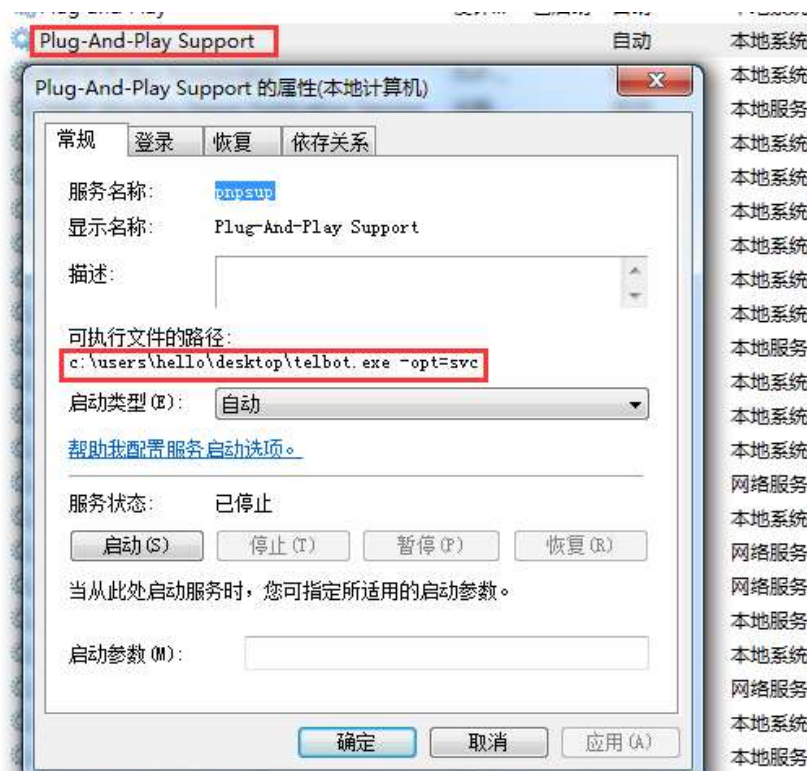 Plug-And-Play Support 自动 本地系统
Plug-And-Play Support 的属性(本地计算机)
本地系统
本地服务
常规 登录 恢复 依存关系
本地系统
本地系统
服务名称: pnpsup
本地系统
显示名称: Plug-And-Play Support
本地系统
描述:
本地系统
本地系统
可执行文件的路径:
本地服务
c:\users\hello\desktop\telbot.exe -opt=svc
本地系统
启动类型(E): 自动
本地系统
帮助我配置服务启动选项。
本地系统
网络服务
服务状态: 已停止
本地系统
启动(S) 停止(T) 暂停(P) 恢复(R)
网络服务
当从此处启动服务时，您可指定所适用的启动参数。
网络服务
本地服务
启动参数(M):
本地系统
网络服务
本地系统
确定 取消 应用(A)
本地服务